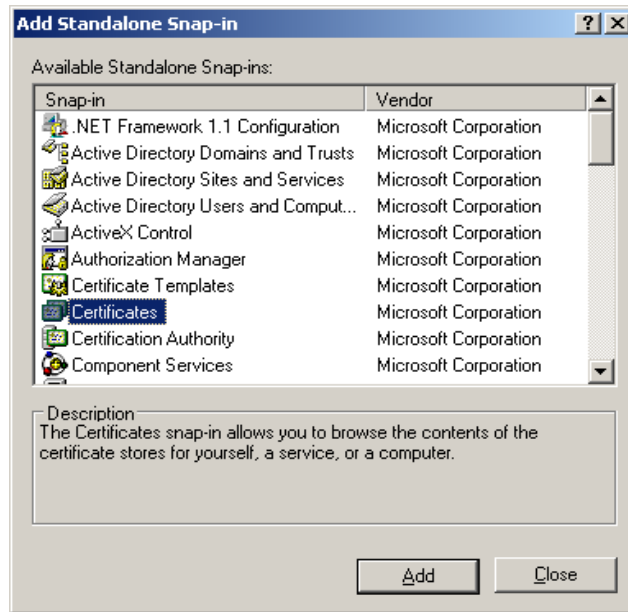 Add Standalone Snap-in
Available Standalone Snap-ins:
Snap-in Vendor
.NET Framework 1.1 Configuration Microsoft Corporation
Active Directory Domains and Trusts Microsoft Corporation
Active Directory Sites and Services Microsoft Corporation
Active Directory Users and Comput... Microsoft Corporation
ActiveX Control Microsoft Corporation
Authorization Manager Microsoft Corporation
Certificate Templates Microsoft Corporation
Certificates Microsoft Corporation
Certification Authority Microsoft Corporation
Component Services Microsoft Corporation
Description
The Certificates snap-in allows you to browse the contents of the
certificate stores for yourself, a service, or a computer.
Add Close